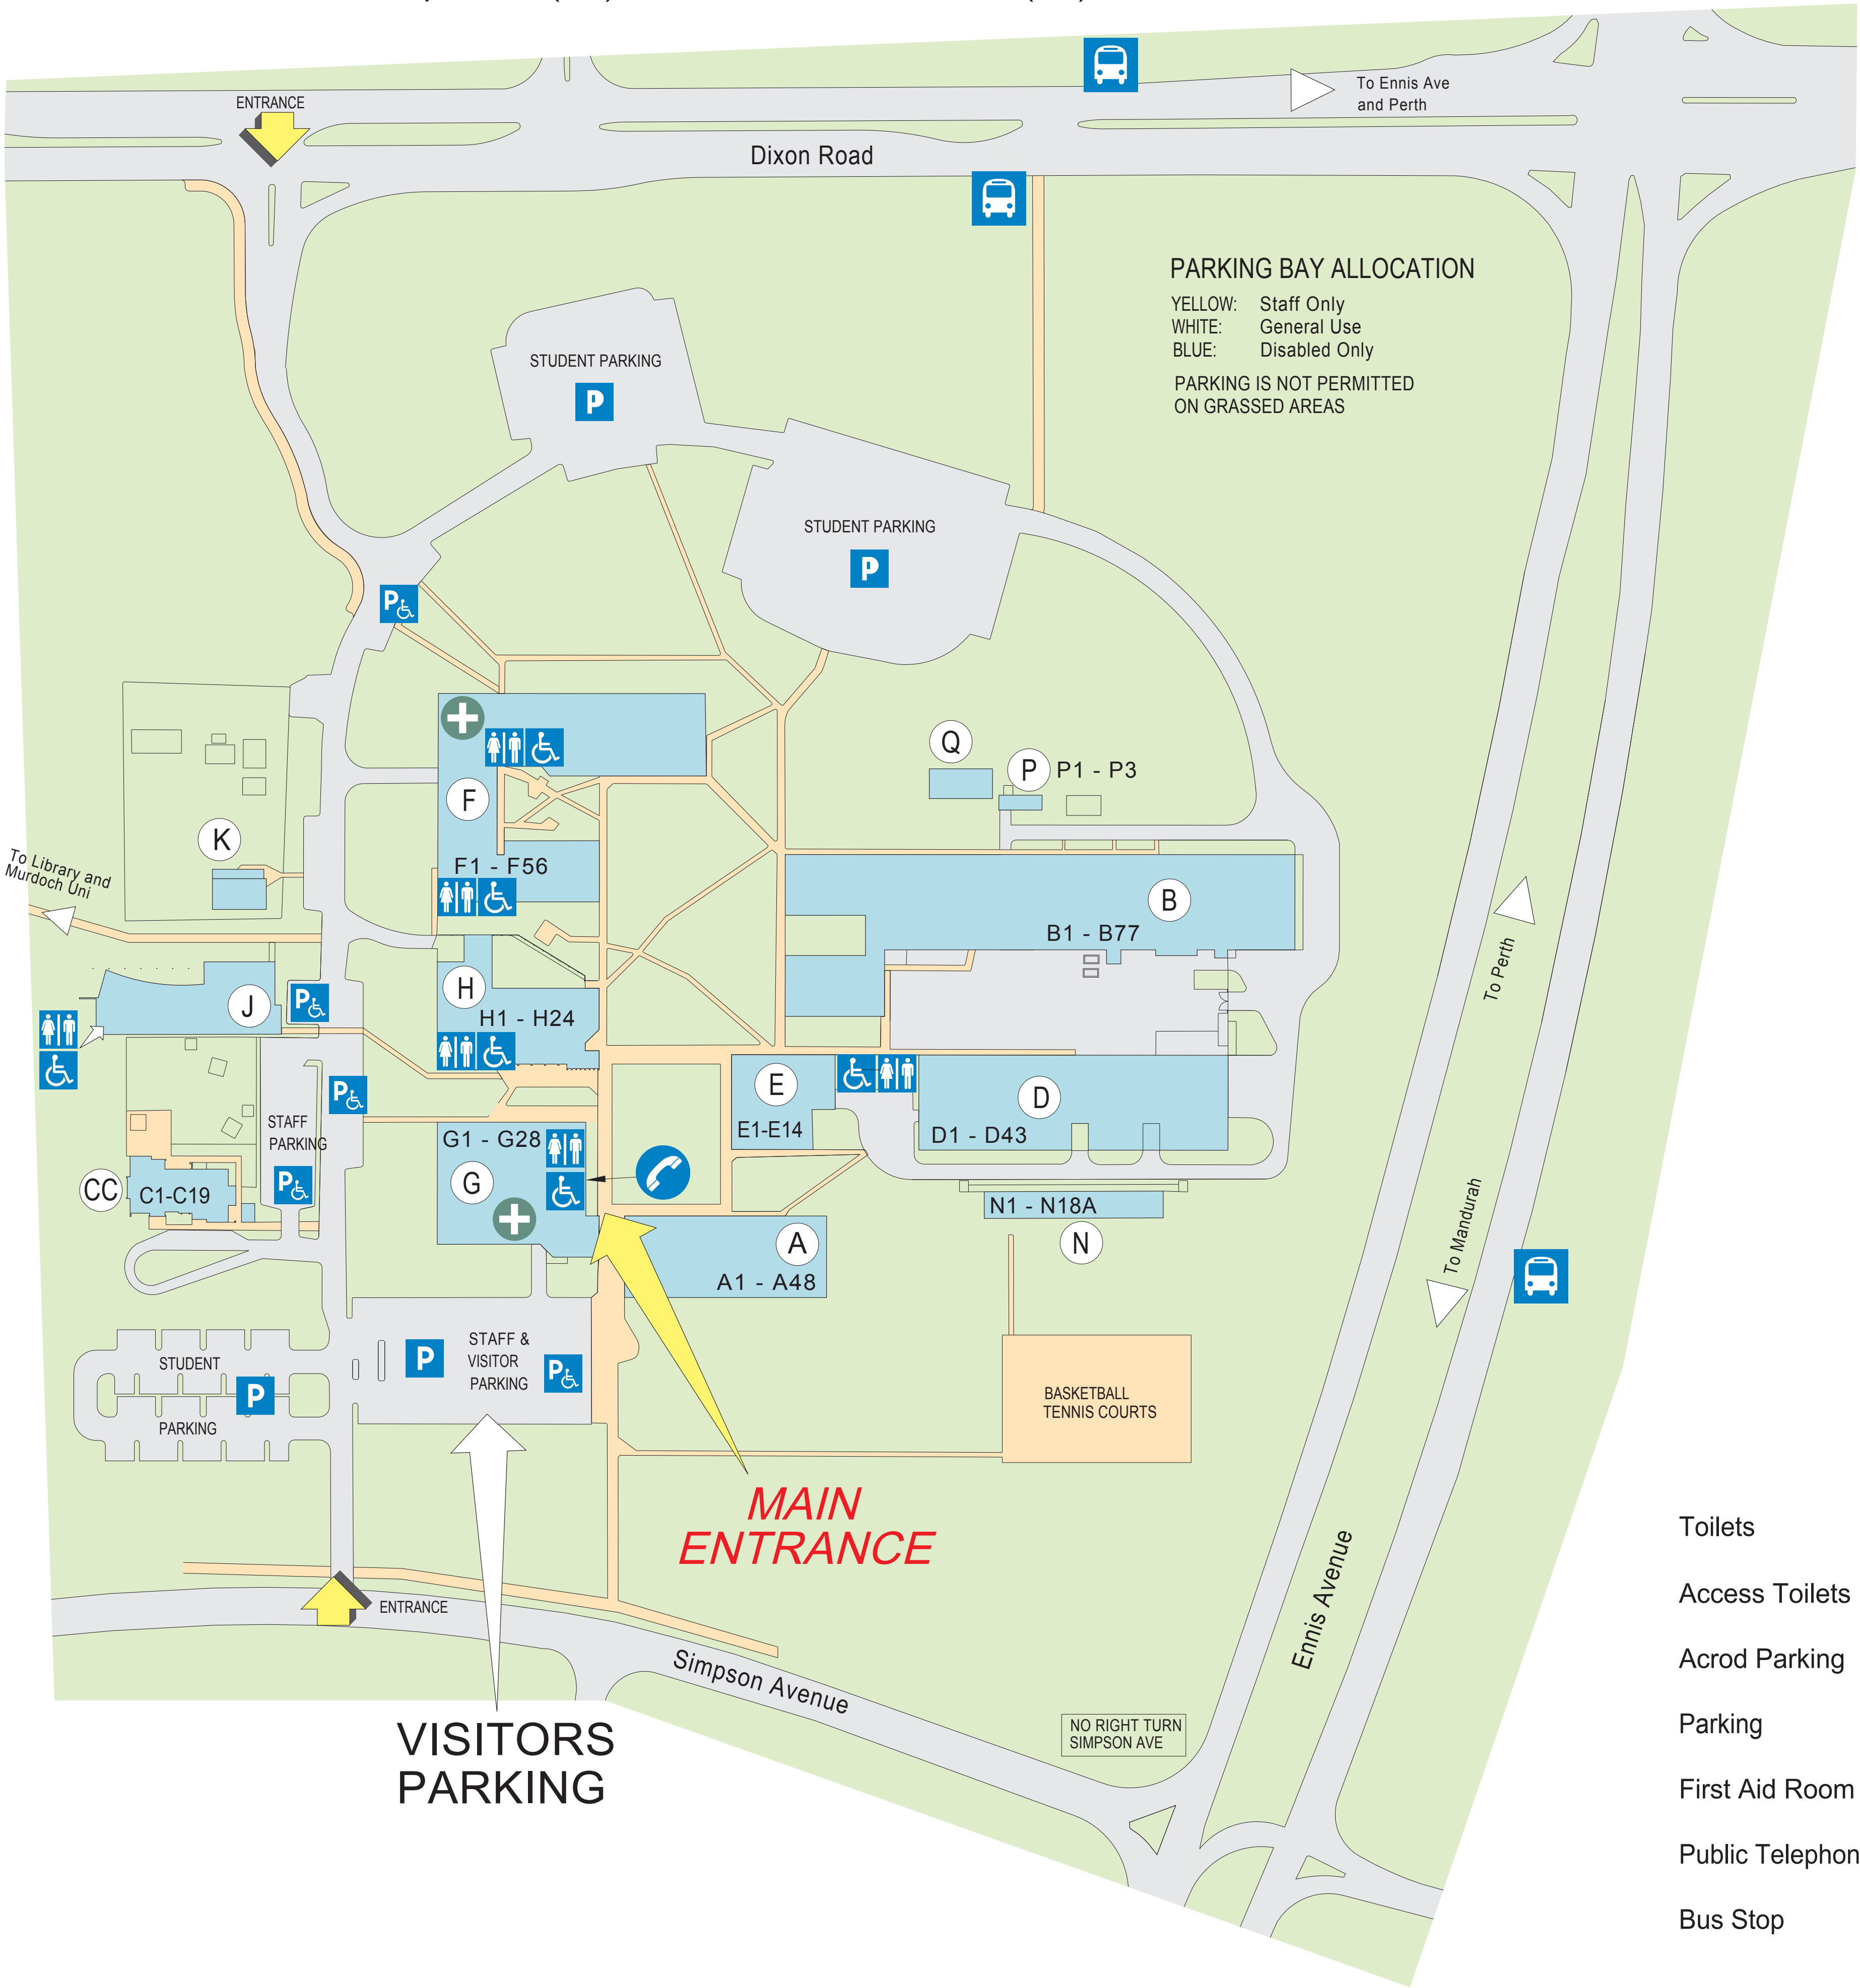 ENTRANCE
To Ennis Ave
and Perth
Dixon Road
PARKING BAY ALLOCATION
YELLOW: Staff Only
WHITE: General Use
BLUE: Disabled Only
PARKING IS NOT PERMITTED
ON GRASSED AREAS
STUDENT PARKING
P
STUDENT PARKING
P
P
Q
P P1 - P3
F
K
F1 - F56
To Library and
Murdoch Uni
B
B1 - B77
To Perth
J
P
H
H1 - H24
P
STAFF
PARKING
P
E
E1-E14
D
D1 - D43
G1 - G28
G
CC
C1-C19
N1 - N18A
N
A
A1 - A48
To Mandurah
STAFF &
VISITOR
PARKING
P
P
STUDENT
P
PARKING
BASKETBALL
TENNIS COURTS
MAIN
ENTRANCE
ENTRANCE
Simpson Avenue
Ennis Avenue
VISITORS
PARKING
NO RIGHT TURN
SIMPSON AVE
Toilets
Access Toilets
Acrod Parking
Parking
First Aid Room
Public Telephon
Bus Stop